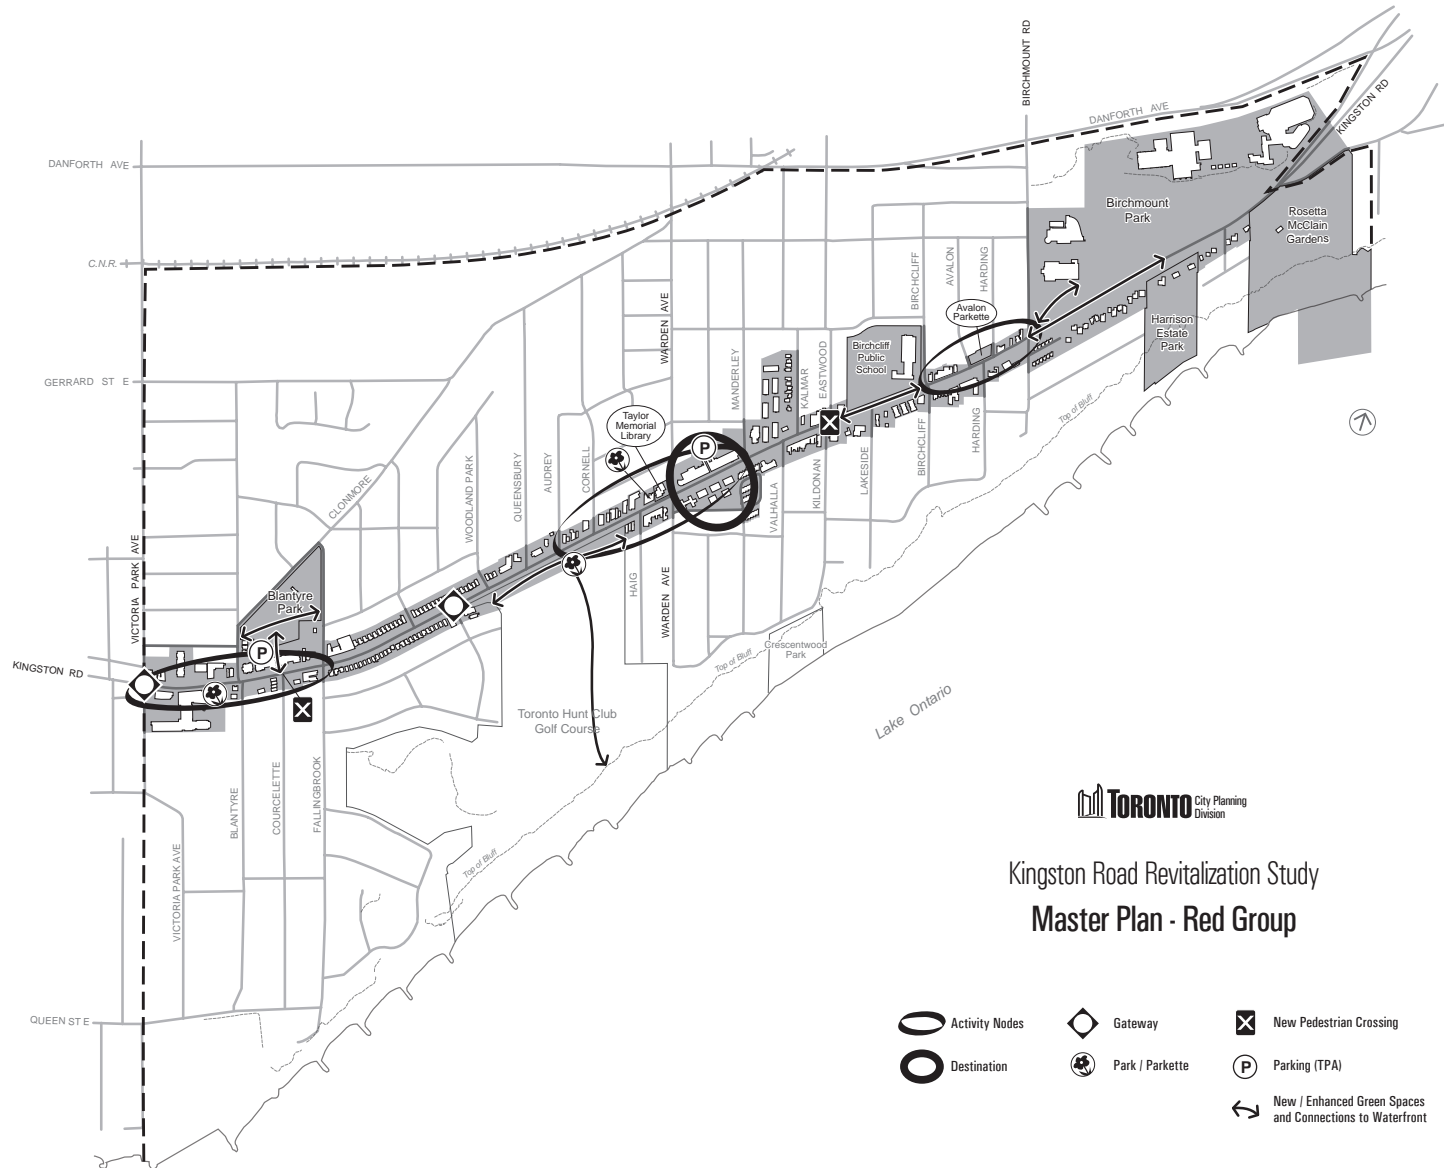 BIRCHMOUNT RD
DANFORTH AVE
KINGSTON RD
DANFORTH AVE
Birchmount
Park
Rosetta
McClain
Gardens
C.N.R.
BIRCHCLIFF
AVALON
HARDING
WARDEN AVE
Avalon
Parkette
Harrison
Estate
Park
Birchcliff
Public
School
MANDERLEY
KALMAR
EASTWOOD
GERRARD ST E
Top of Bluff
Taylor
Memorial
Library
P
WOODLAND PARK
QUEENSBURY
AUDREY
CORNELL
CLONMORE
VALHALLA
KILDONAN
LAKESIDE
BIRCHCLIFF
HARDING
VICTORIA PARK AVE
Blantyre
Park
HAIG
WARDEN AVE
P
KINGSTON RD
Crescentwood
Park
Top of Bluff
Toronto Hunt Club
Golf Course
Lake Ontario
BLANTYRE
COURCELETTE
FALLINGBROOK
VICTORIA PARK AVE
Top of Bluff
QUEEN ST E
TORONTO City Planning
Division
Kingston Road Revitalization Study
Master Plan - Red Group
Activity Nodes
Gateway
New Pedestrian Crossing
Destination
Park / Parkette
P
Parking (TPA)
New / Enhanced Green Spaces
and Connections to Waterfront